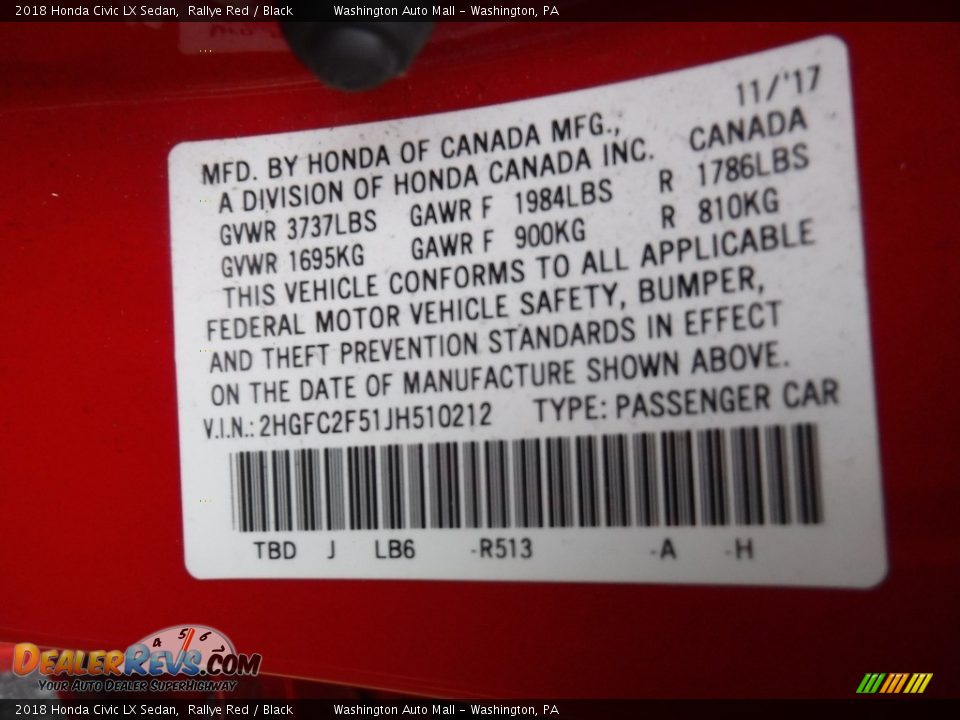 2018 Honda Civic LX Sedan, Rallye Red / Black Washington Auto Mall - Washington, PA
11/'17
MFD. BY HONDA OF CANADA MFG., CANADA
A DIVISION OF HONDA CANADA INC.
GVWR 3737LBS GAWR F 1984LBS R 1786LBS
GVWR 1695KG GAWR F 900KG R 810KG
THIS VEHICLE CONFORMS TO ALL APPLICABLE
FEDERAL MOTOR VEHICLE SAFETY, BUMPER,
AND THEFT PREVENTION STANDARDS IN EFFECT
ON THE DATE OF MANUFACTURE SHOWN ABOVE.
V.I.N.: 2HGFC2F51JH510212 TYPE: PASSENGER CAR
TBD J LB6 -R513 -A -H
4 5 6
DEALERREVS.COM
YOUR AUTO DEALER SUPERHIGHWAY
2018 Honda Civic LX Sedan, Rallye Red / Black Washington Auto Mall - Washington, PA